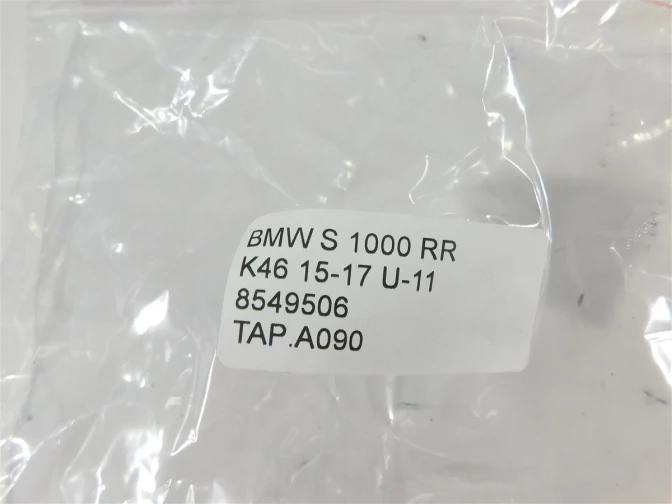 BMW S 1000 RR
K46 15-17 U-11
8549506
TAP.A090